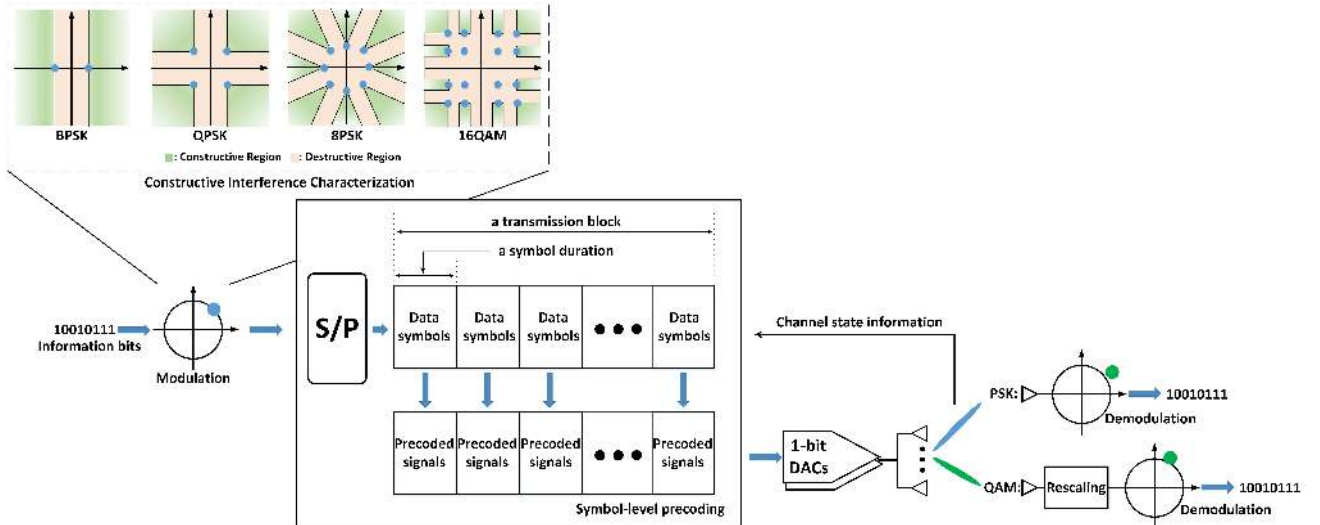 BPSK
QPSK
8PSK
16QAM
: Constructive Region
: Destructive Region
Constructive Interference Characterization
a transmission block
a symbol duration
S/P
Data symbols
Data symbols
Data symbols
Data symbols
10010111
Information bits
Modulation
Channel state information
Precoded signals
Precoded signals
Precoded signals
Precoded signals
Symbol-level precoding
1-bit
DACs
PSK:
10010111
Demodulation
QAM:
Rescaling
10010111
Demodulation